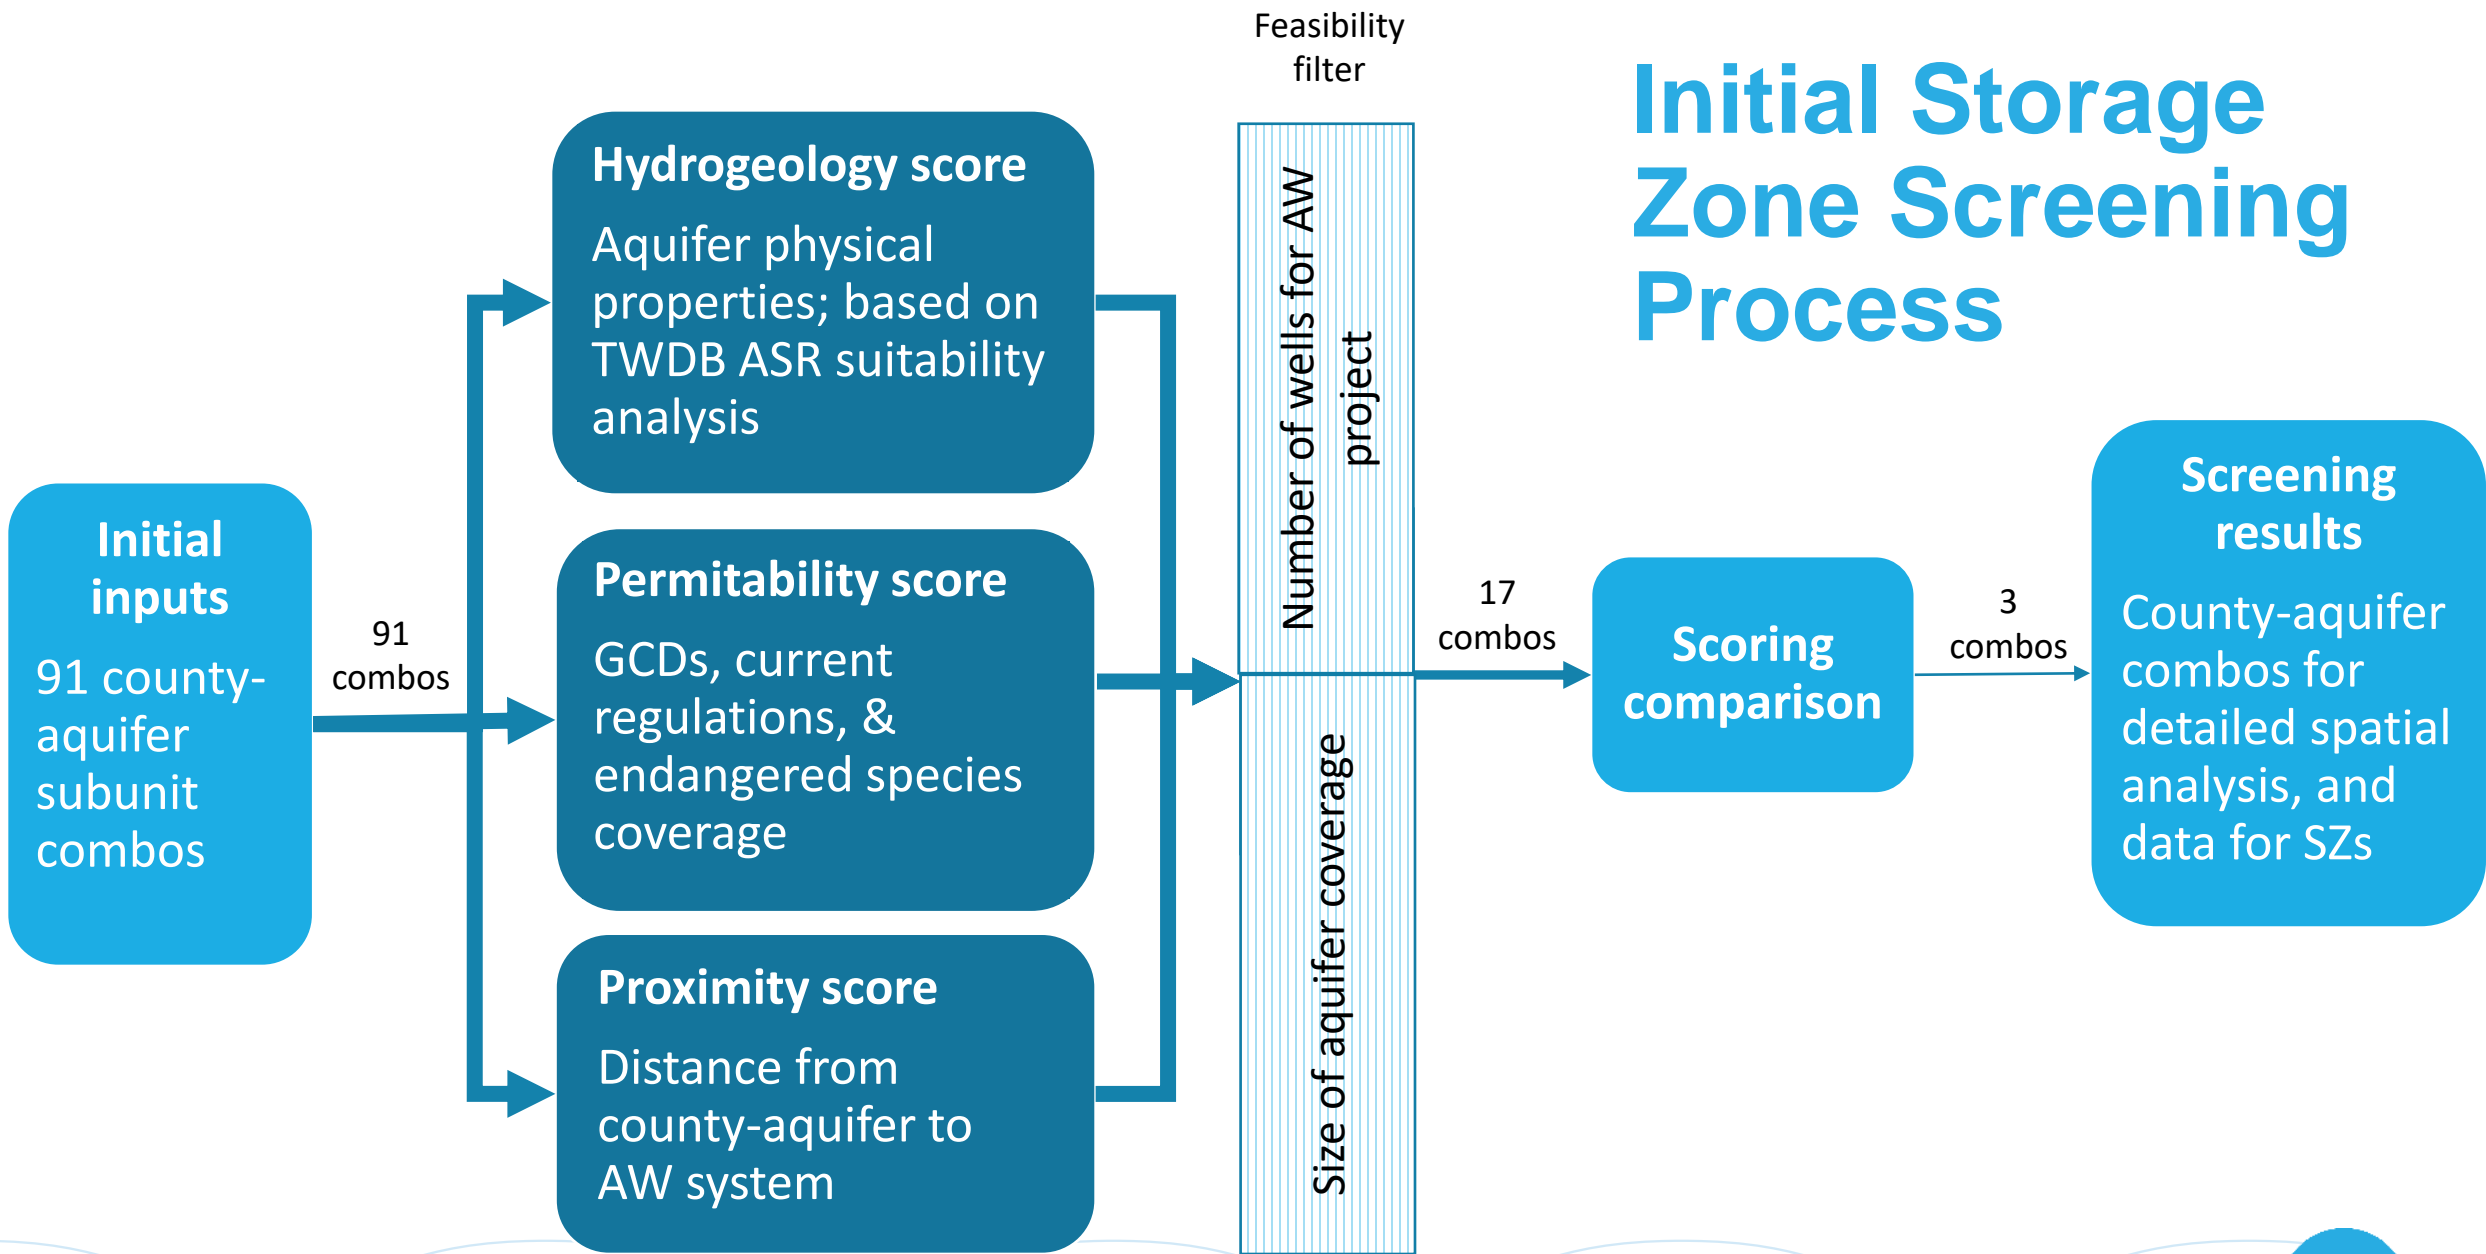 Initial Storage
Zone Screening
Process
Initial
inputs
91 county-
aquifer
subunit
combos
91
combos
Hydrogeology score
Aquifer physical
properties; based on
TWDB ASR suitability
analysis
Permitability score
GCDs, current
regulations, &
endangered species
coverage
Proximity score
Distance from
county-aquifer to
AW system
Feasibility
filter
Number of wells for AW
project
Size of aquifer coverage
17
combos
Scoring
comparison
3
combos
Screening
results
County-aquifer
combos for
detailed spatial
analysis, and
data for SZs